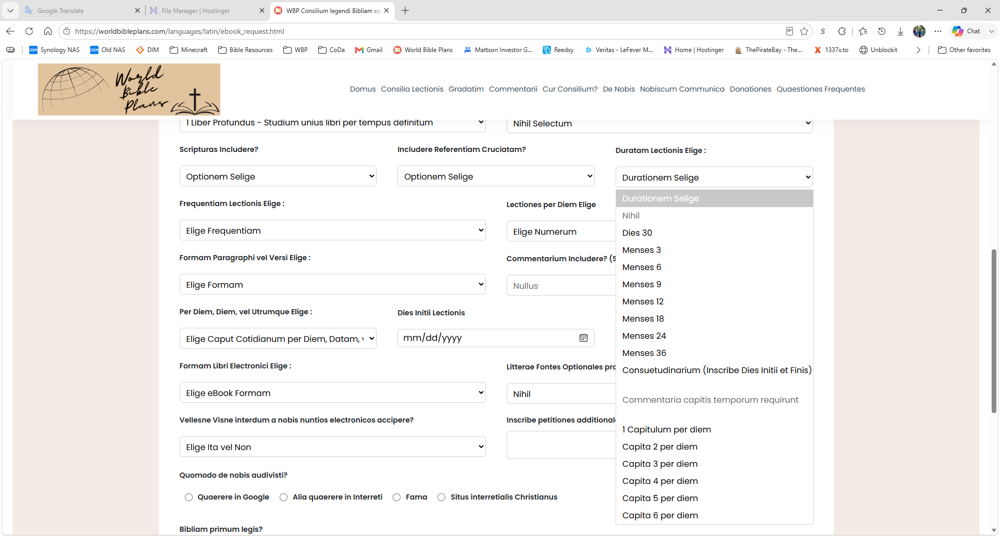 Google Translate
File Manager | Hostinger
WBP Consilium legendi Bibliam co
https://worldbibleplans.com/languages/latin/ebook_request.html
Chat
Synology NAS
Old NAS
DIM
Minecraft
Bible Resources
WBP
CoDa
Gmail
World Bible Plans
Mattson Investor G...
Reedsy
Veritas - LeFever M...
Home | Hostinger
ThePirateBay - The...
1337x.to
Unblockit
Other favorites
World
Bible
Plans
Domus Consilia Lectionis Gradatim Commentarii Cur Consilium? De Nobis Nobiscum Communica Donationes Quaestiones Frequentes
1 Liber Profundus - Studium unius libri per tempus definitum
Nihil Selectum
Scripturas Includere?
Includere Referentiam Cruciatam?
Duratam Lectionis Elige :
Optionem Selige
Optionem Selige
Durationem Selige
Durationem Selige
Nihil
Dies 30
Menses 3
Menses 6
Menses 9
Menses 12
Menses 18
Menses 24
Menses 36
Consuetudinarium (Inscribe Dies Initii et Finis)
Commentaria capitis temporum requirunt
1 Capitulum per diem
Capita 2 per diem
Capita 3 per diem
Capita 4 per diem
Capita 5 per diem
Capita 6 per diem
Frequentiam Lectionis Elige :
Lectiones per Diem Elige
Elige Frequentiam
Elige Numerum
Formam Paragraphi vel Versi Elige :
Commentarium Includere? (S
Elige Formam
Nullus
Per Diem, Diem, vel Utrumque Elige :
Dies Initii Lectionis
Elige Caput Cotidianum per Diem, Datam, v
mm/dd/yyyy
Formam Libri Electronici Elige :
Litterae Fontes Optionales pro
Elige eBook Formam
Nihil
Vellesne Visne interdum a nobis nuntios electronicos accipere?
Inscribe petitiones additional
Elige Ita vel Non
Quomodo de nobis audivisti?
Quaerere in Google
Alia quaerere in Interreti
Fama
Situs interretialis Christianus
Bibliam primum legis?